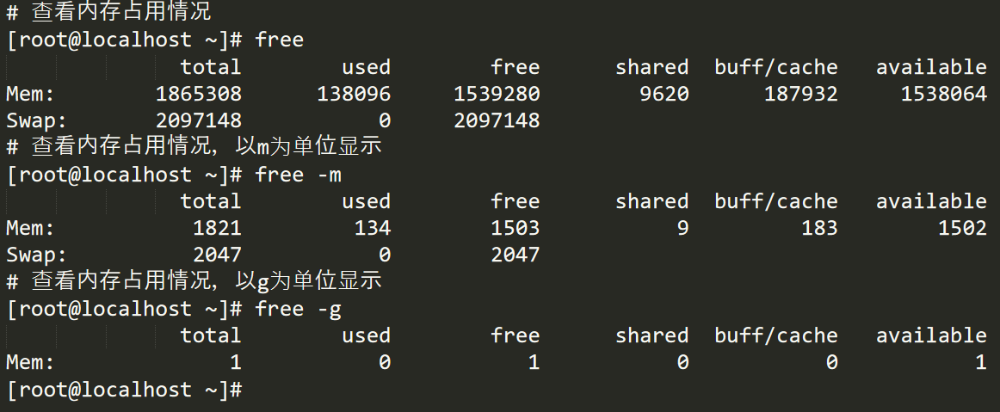 # 查看内存占用情况
[root@localhost ~]# free
total used free shared buff/cache available
Mem: 1865308 138096 1539280 9620 187932 1538064
Swap: 2097148 0 2097148
# 查看内存占用情况, 以m为单位显示
[root@localhost ~]# free -m
total used free shared buff/cache available
Mem: 1821 134 1503 9 183 1502
Swap: 2047 0 2047
# 查看内存占用情况, 以g为单位显示
[root@localhost ~]# free -g
total used free shared buff/cache available
Mem: 1 0 1 0 0 1
[root@localhost ~]#